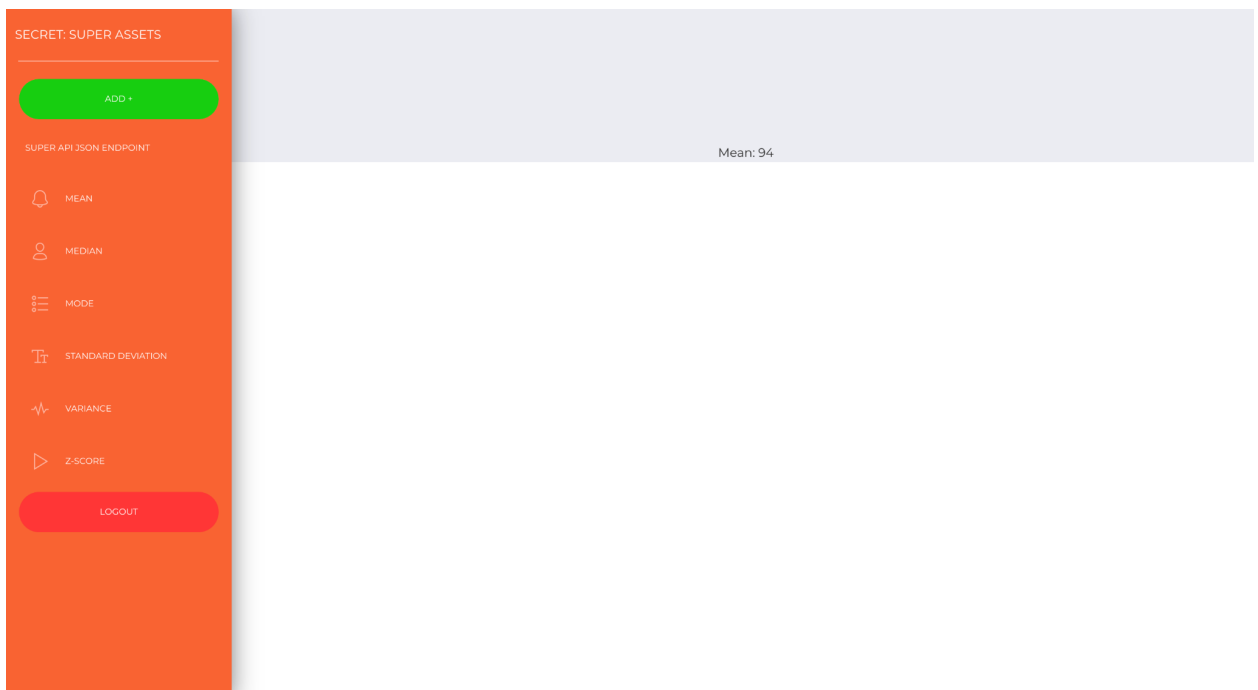 SECRET: SUPER ASSETS
ADD +
SUPER API JSON ENDPOINT
MEAN
MEDIAN
MODE
STANDARD DEVIATION
VARIANCE
Z-SCORE
LOGOUT
Mean: 94